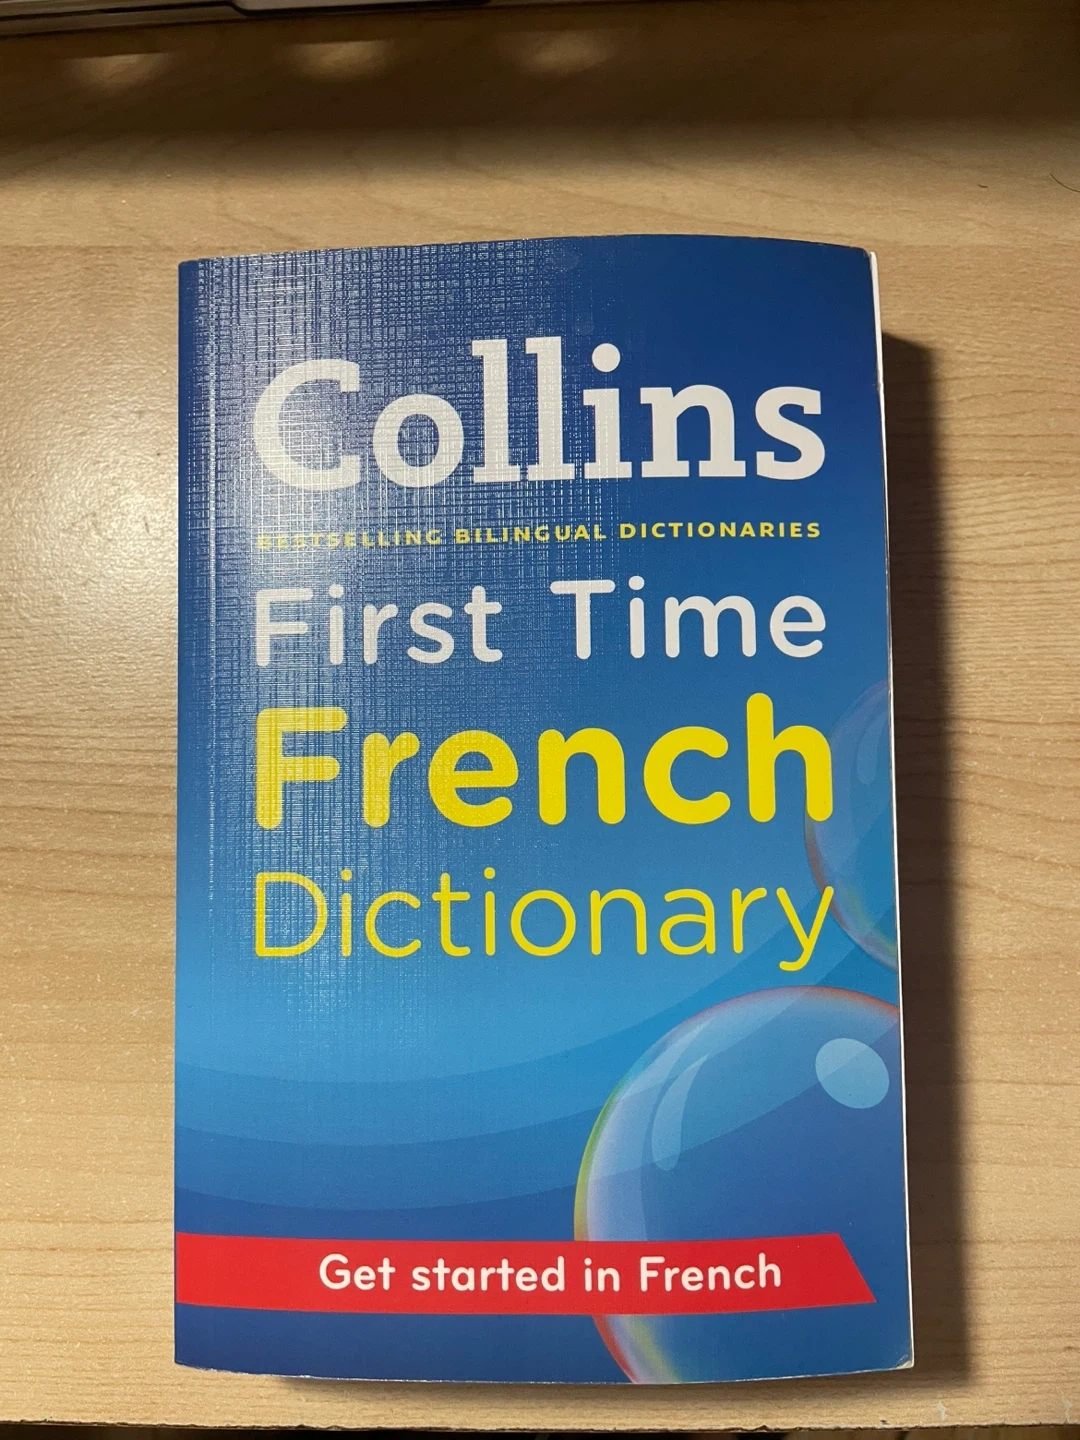 Collins
BESTSELLING BILINGUAL DICTIONARIES
First Time
French
Dictionary
Get started in French